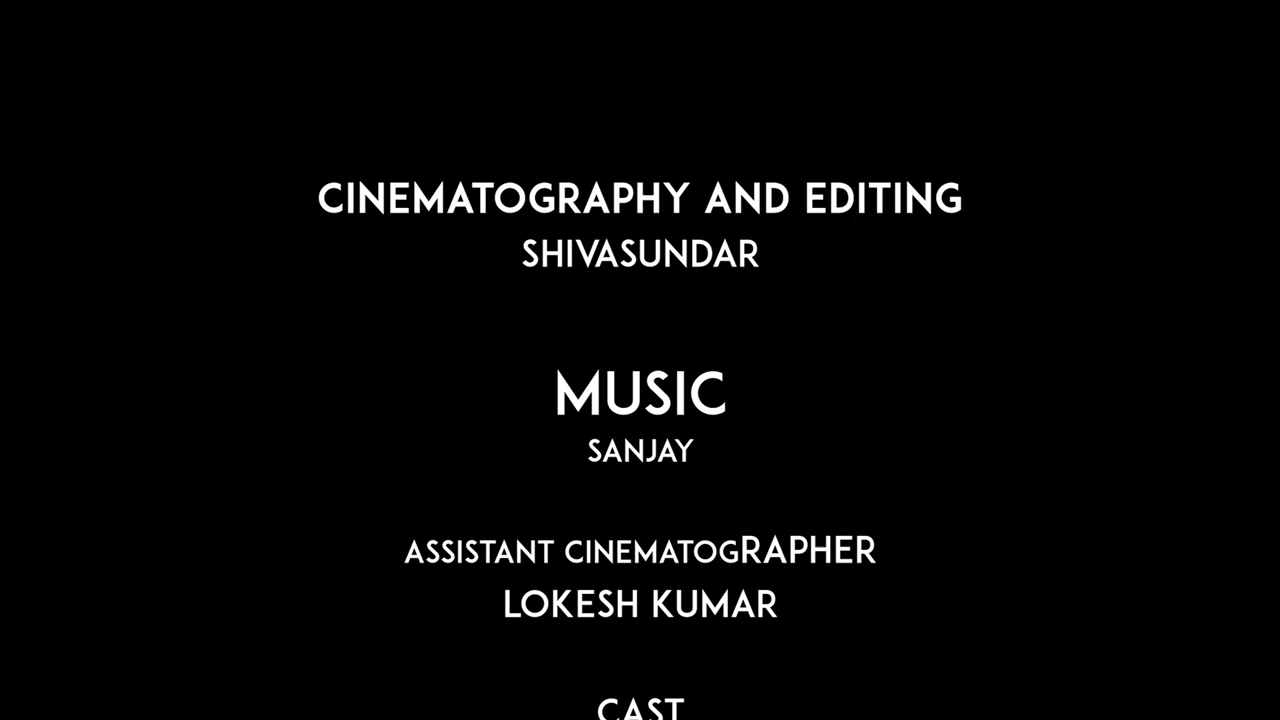 CINEMATOGRAPHY AND EDITING
SHIVASUNDAR
MUSIC
SANJAY
ASSISTANT CINEMATOGRAPHER
LOKESH KUMAR
CAST